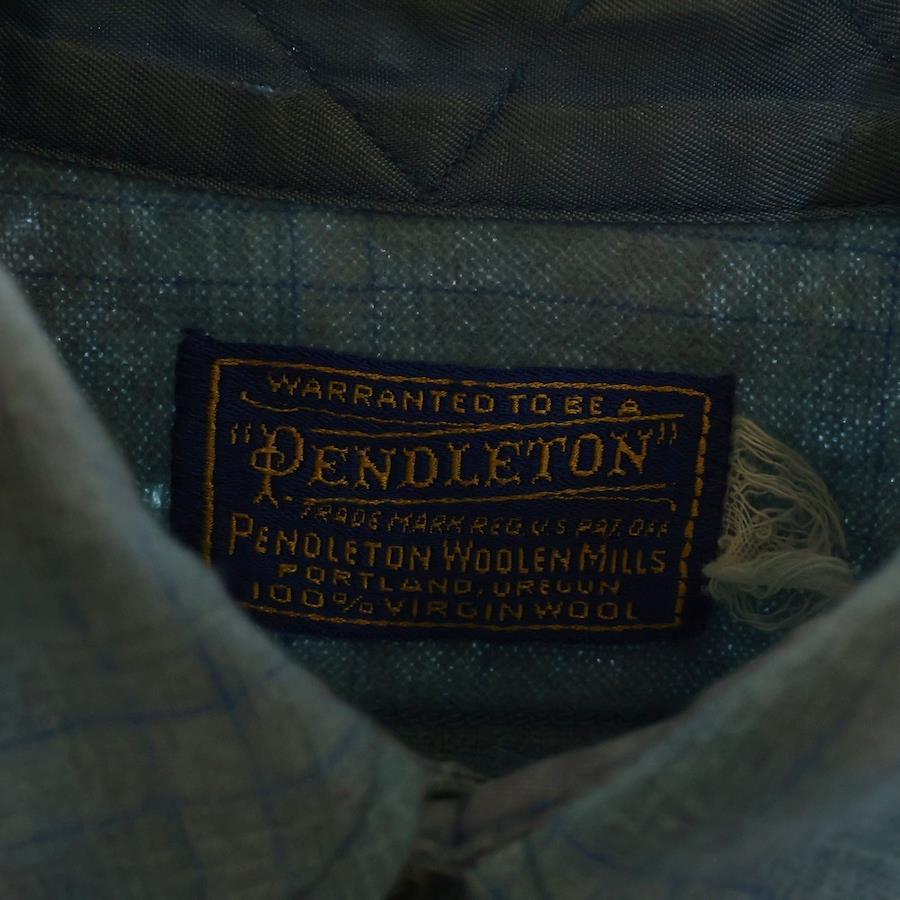 WARRANTED TO BE A
"PENDLETON"
TRADE MARK REG. U.S. PAT. OFF.
PENDLETON WOOLEN MILLS
PORTLAND, OREGON
100% VIRGIN WOOL